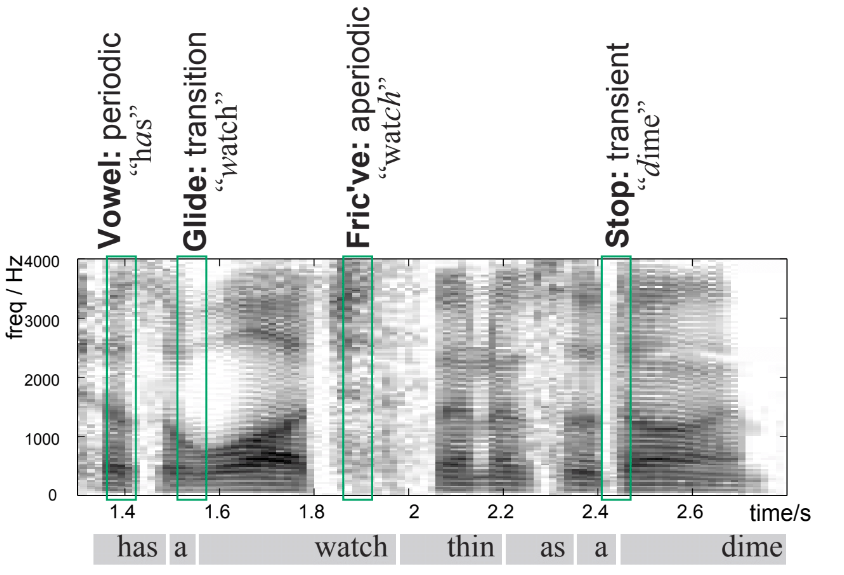 Vowel: periodic
“has”
Glide: transition
“watch”
Fric've: aperiodic
“watch”
Stop: transient
“dime”
freq / Hz
4000
3000
2000
1000
0
1.4 1.6 1.8 2 2.2 2.4 2.6 time/s
has a watch thin as a dime